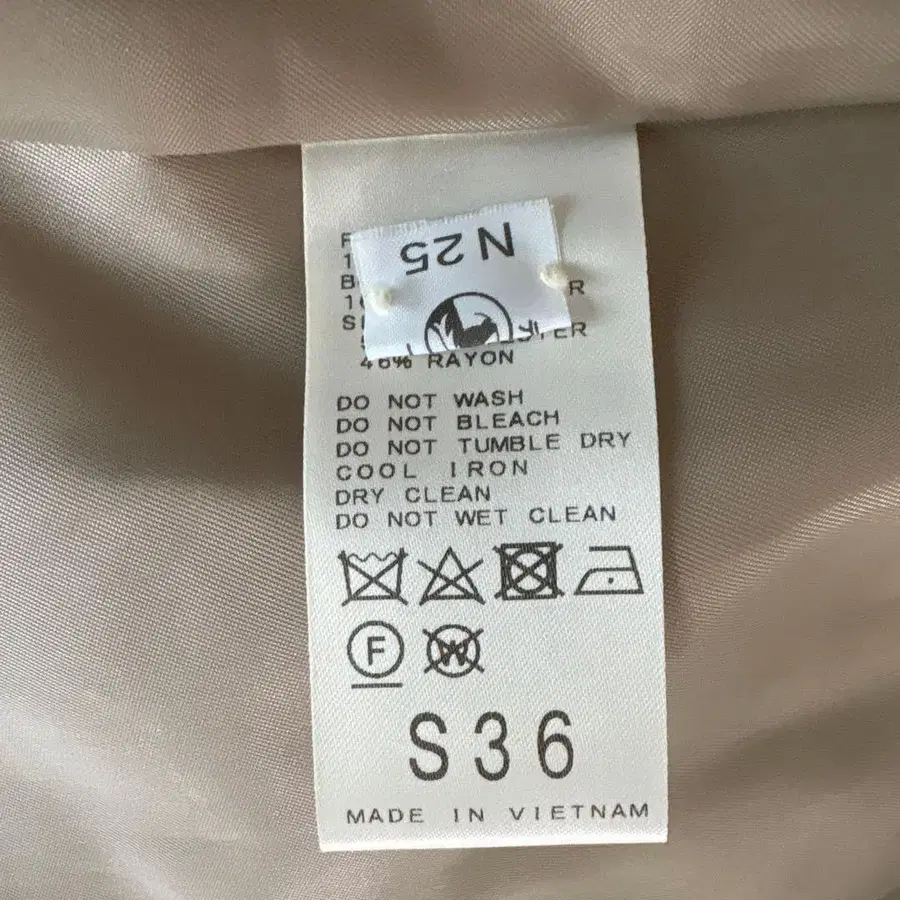 N25
46% RAYON
DO NOT WASH
DO NOT BLEACH
DO NOT TUMBLE DRY
COOL IRON
DRY CLEAN
DO NOT WET CLEAN
F W
S36
MADE IN VIETNAM